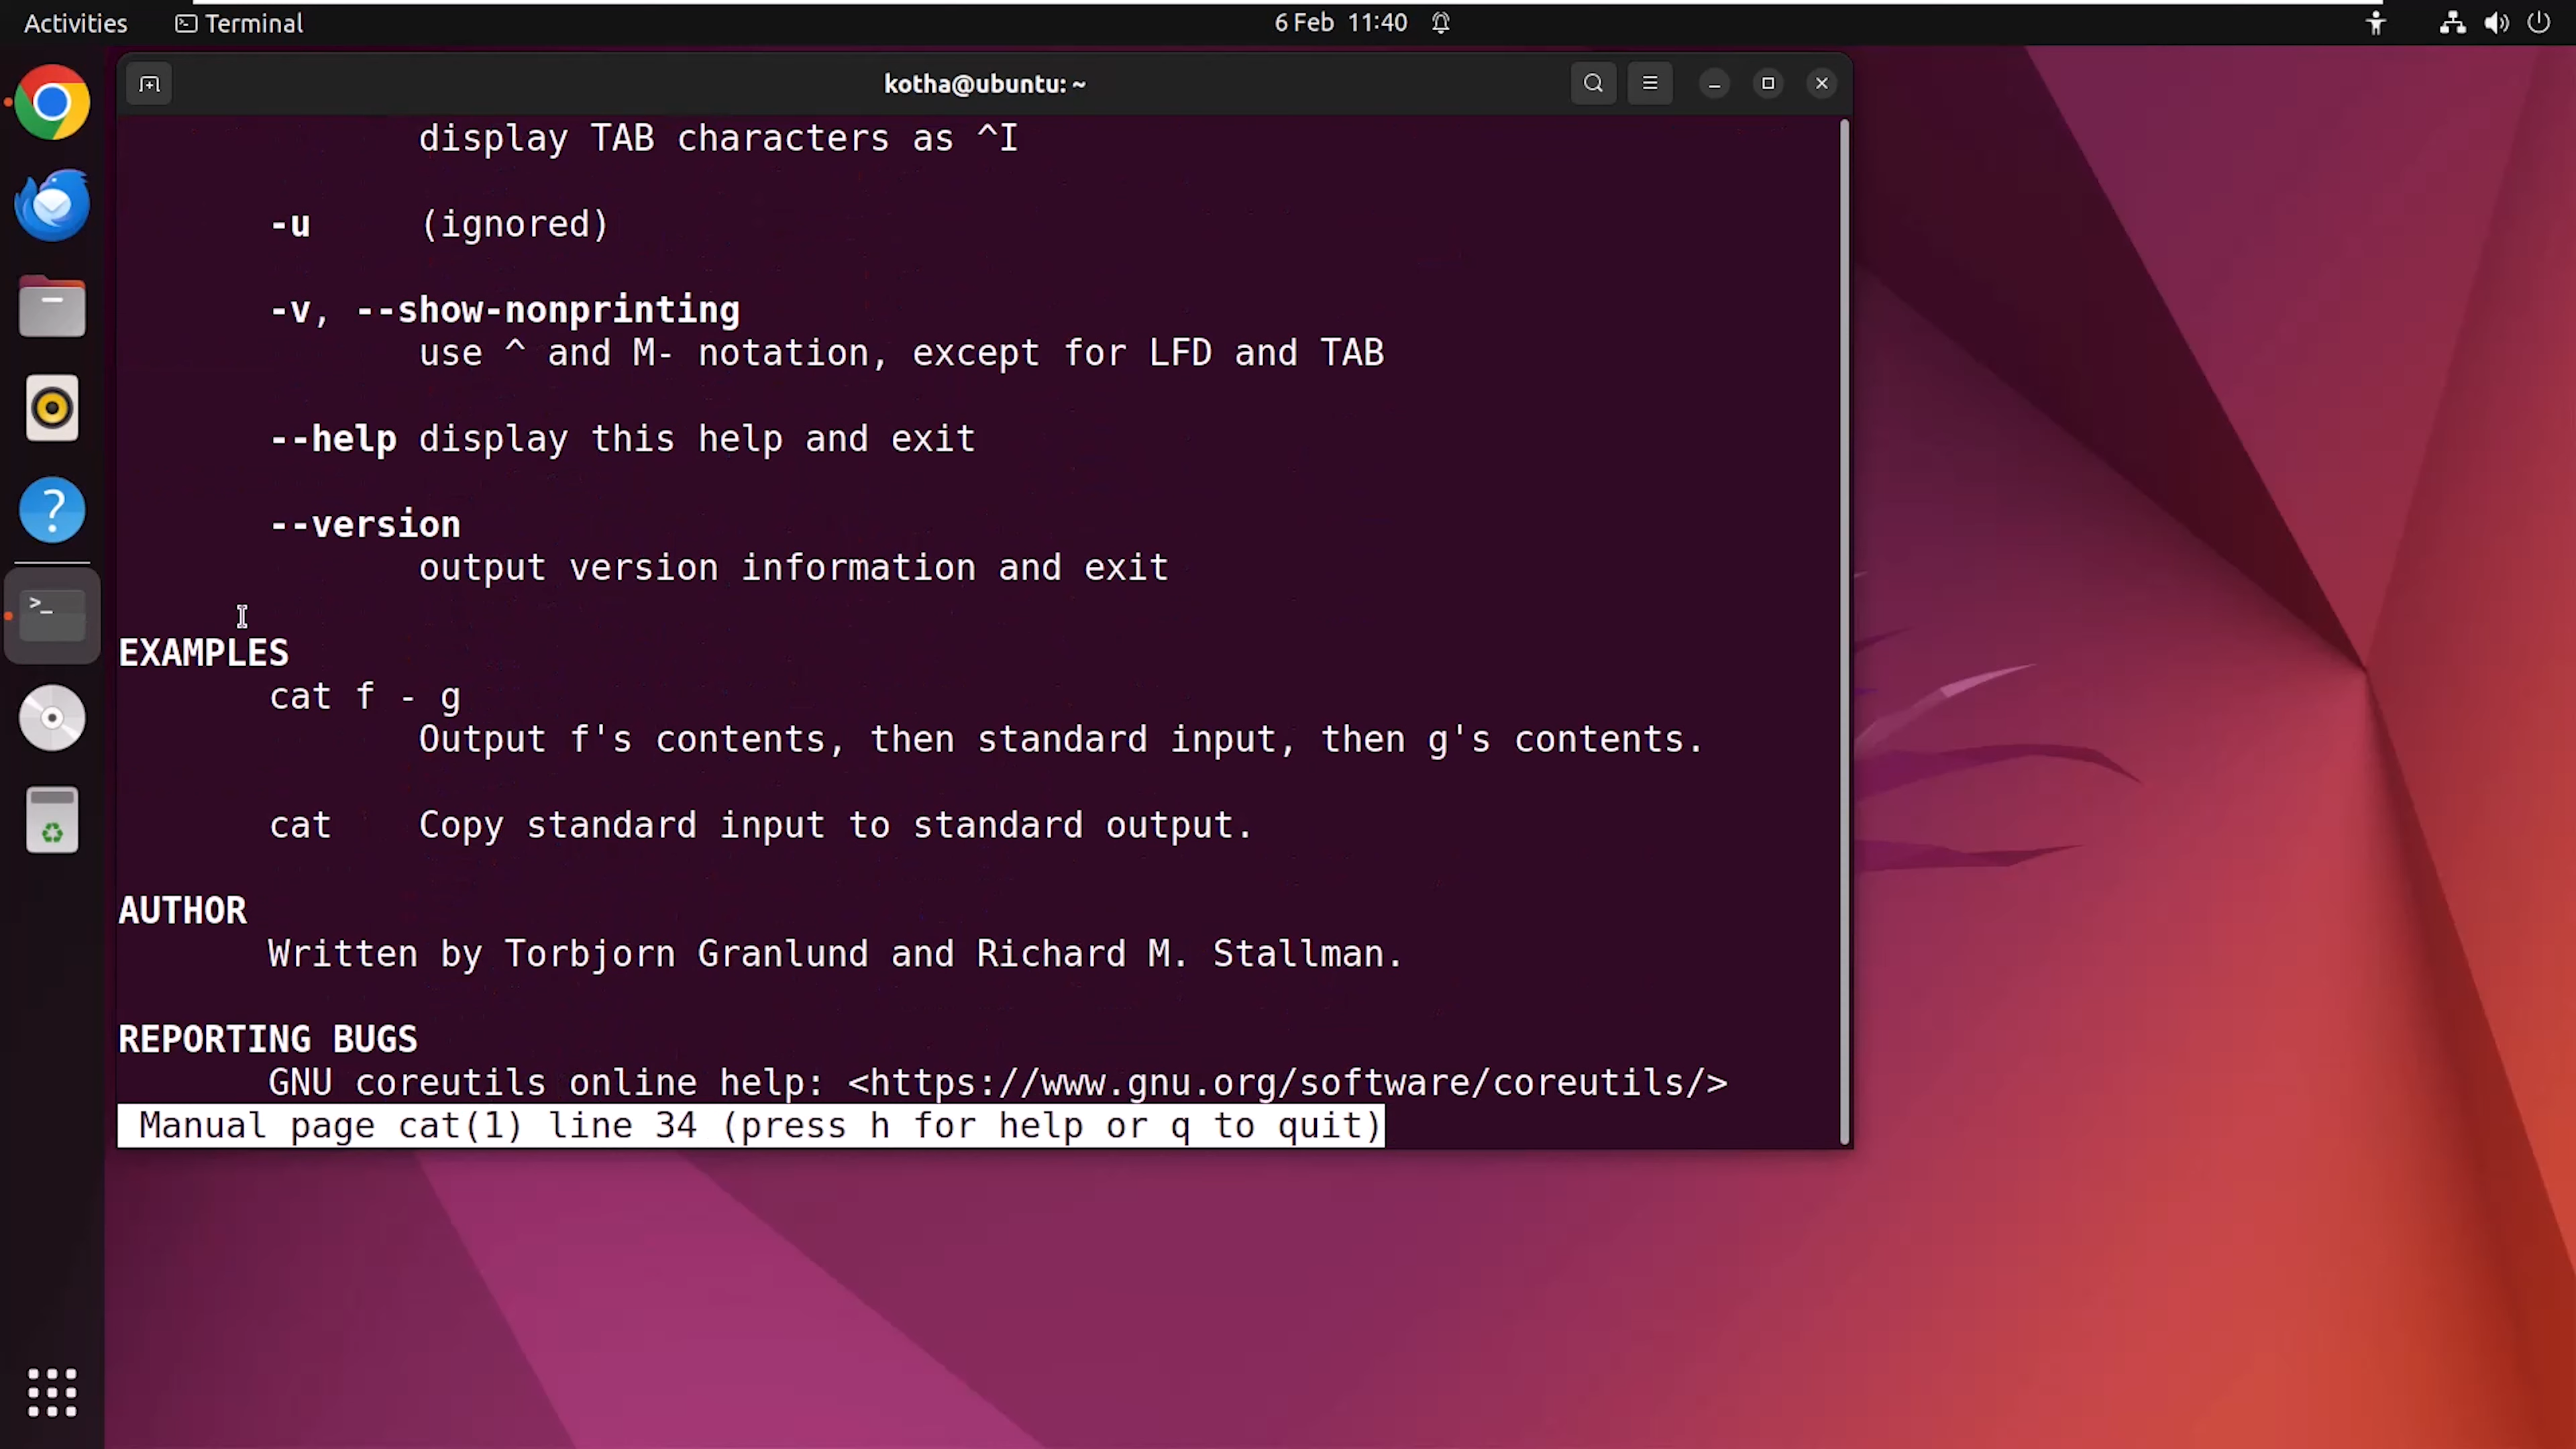 Activities Terminal 6 Feb 11:40
kotha@ubuntu: ~
display TAB characters as ^I
-u (ignored)
-v, --show-nonprinting
use ^ and M- notation, except for LFD and TAB
--help display this help and exit
--version
output version information and exit
EXAMPLES
cat f - g
Output f's contents, then standard input, then g's contents.
cat Copy standard input to standard output.
AUTHOR
Written by Torbjorn Granlund and Richard M. Stallman.
REPORTING BUGS
GNU coreutils online help: <https://www.gnu.org/software/coreutils/>
Manual page cat(1) line 34 (press h for help or q to quit)